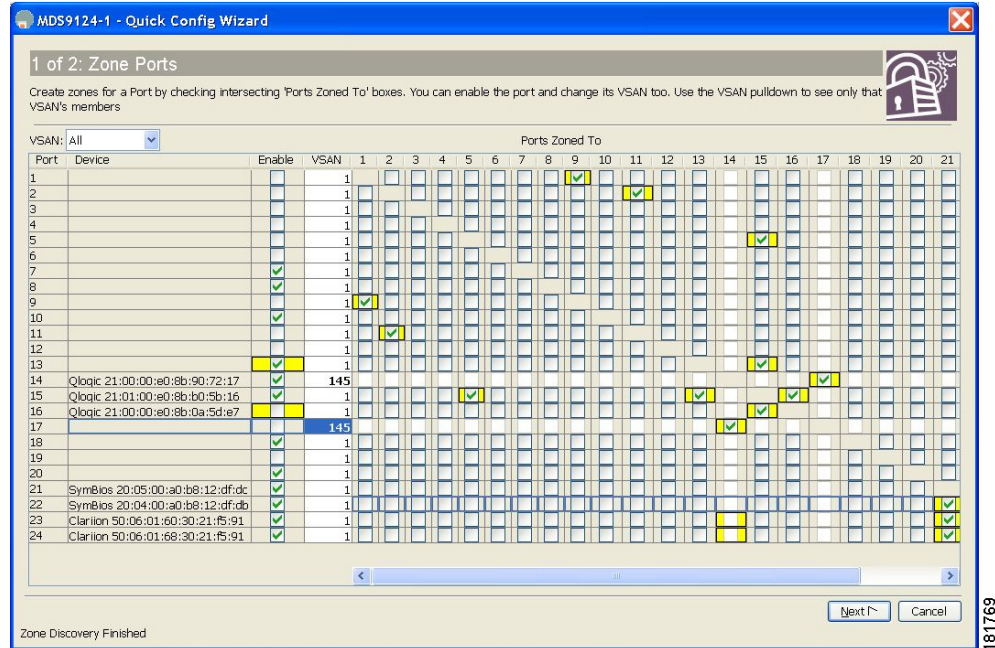 MDS9124-1 - Quick Config Wizard
1 of 2: Zone Ports
Create zones for a Port by checking intersecting 'Ports Zoned To' boxes. You can enable the port and change its VSAN too. Use the VSAN pulldown to see only that
VSAN's members
VSAN: All
Ports Zoned To
Port Device Enable VSAN 1 2 3 4 5 6 7 8 9 10 11 12 13 14 15 16 17 18 19 20 21
1 1
2 1
3 1
4 1
5 1
6 1
7 1
8 1
9 1
10 1
11 1
12 1
13 1
14 Qlogic 21:00:00:e0:8b:90:72:17 145
15 Qlogic 21:01:00:e0:8b:b0:5b:16 1
16 Qlogic 21:00:00:e0:8b:0a:5d:e7 1
17 145
18 1
19 1
20 1
21 SymBios 20:05:00:a0:b8:12:df:dc 1
22 SymBios 20:04:00:a0:b8:12:df:db 1
23 Clariion 50:06:01:60:30:21:f5:91 1
24 Clariion 50:06:01:68:30:21:f5:91 1
Next Cancel
Zone Discovery Finished
181769